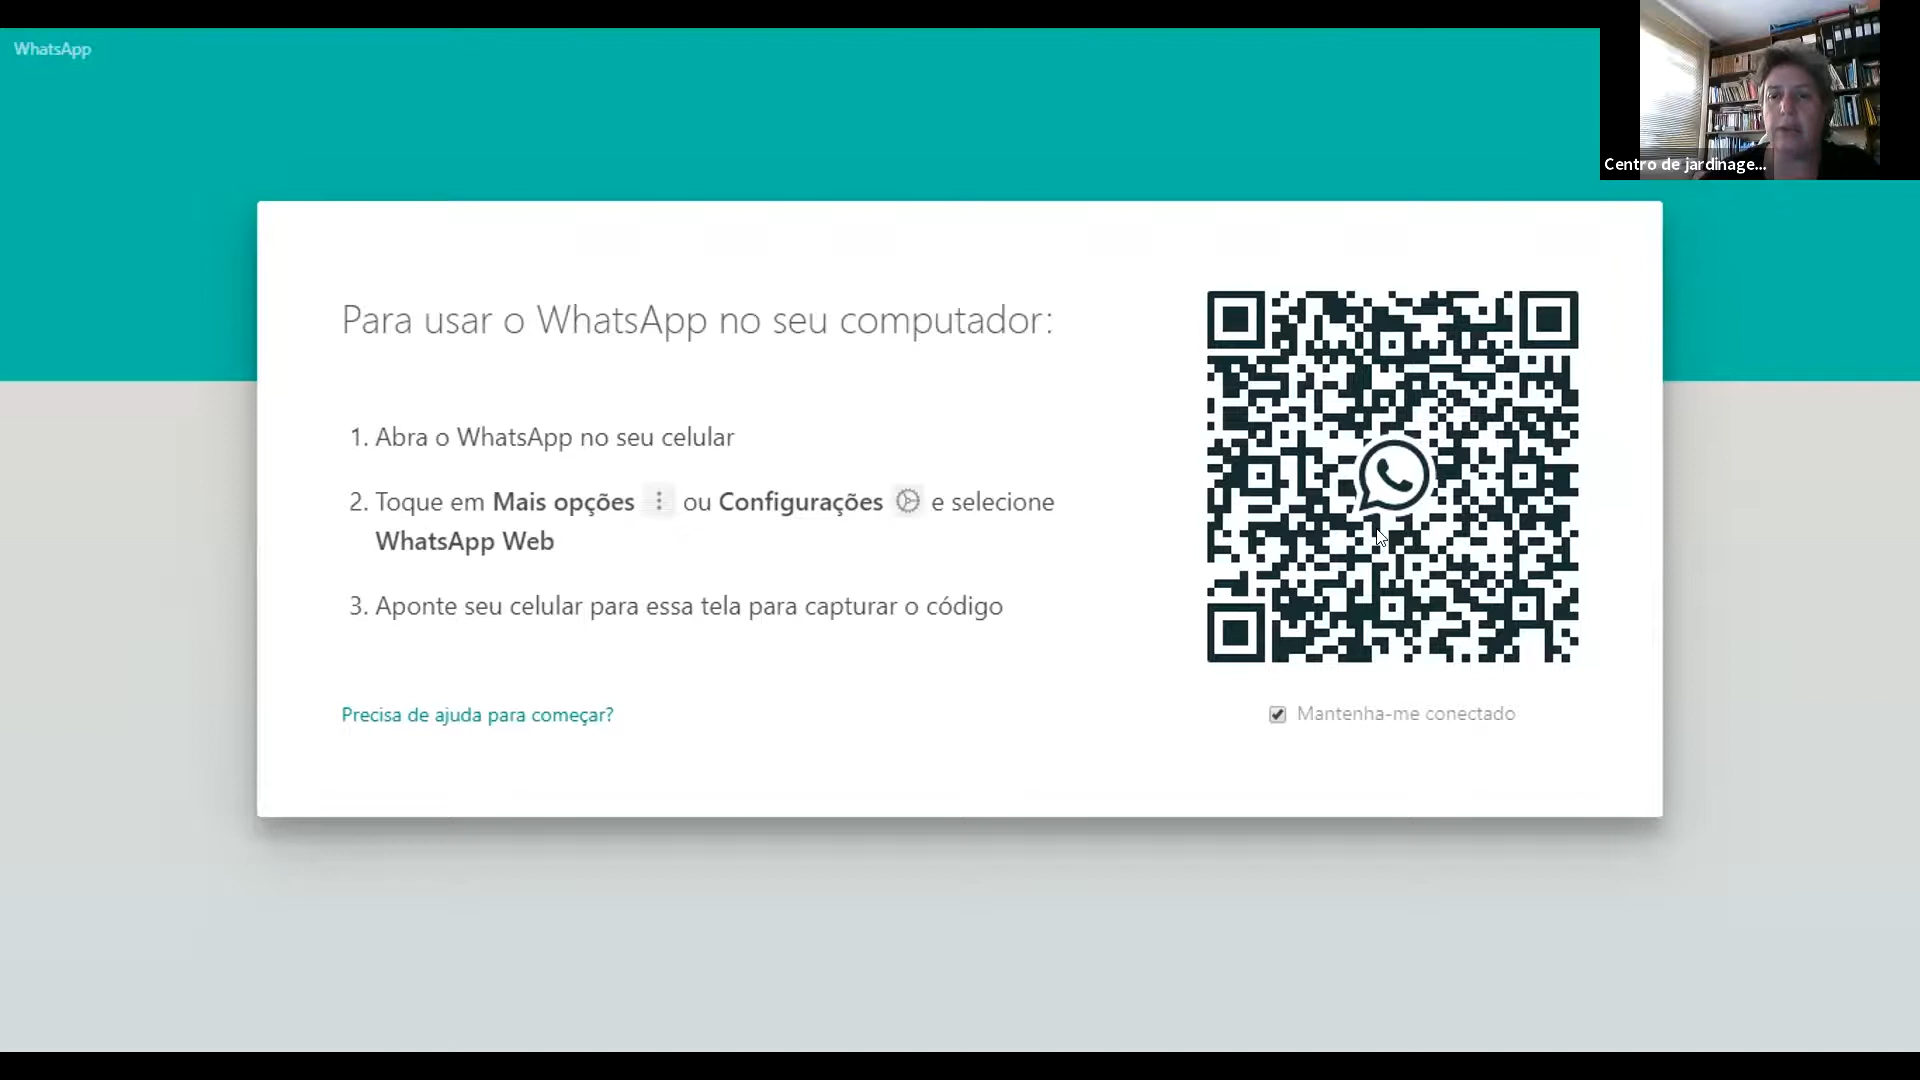 WhatsApp
Centro de jardinage...
Para usar o WhatsApp no seu computador:
1. Abra o WhatsApp no seu celular
2. Toque em Mais opções ou Configurações e selecione
WhatsApp Web
3. Aponte seu celular para essa tela para capturar o código
Precisa de ajuda para começar?
Mantenha-me conectado